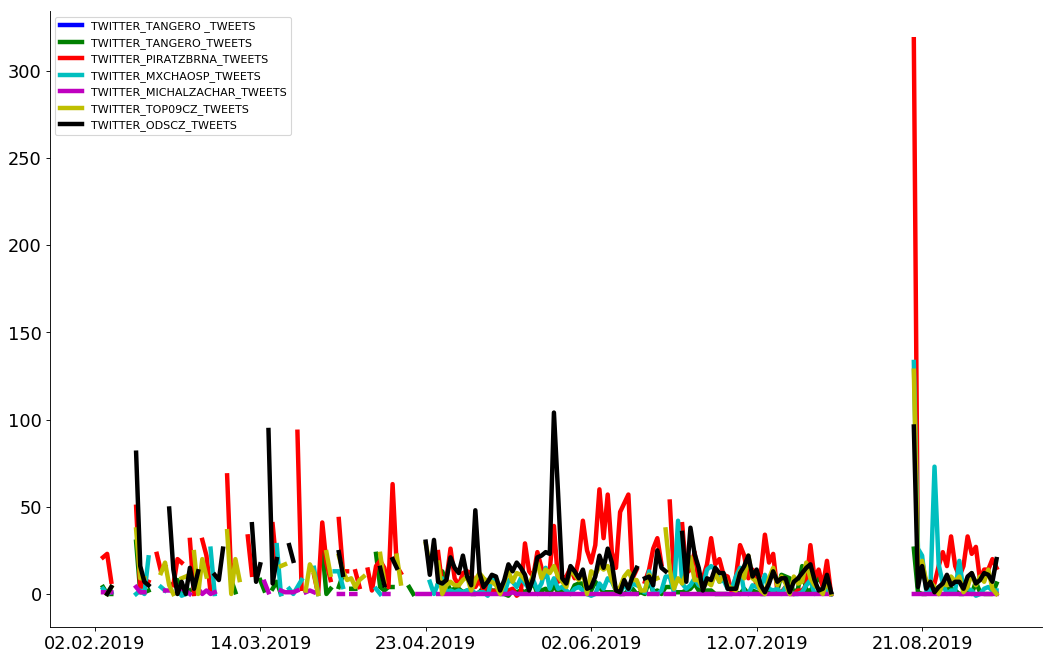 TWITTER_TANGERO _TWEETS
TWITTER_TANGERO_TWEETS
TWITTER_PIRATZBRNA_TWEETS
TWITTER_MXCHAOSP_TWEETS
TWITTER_MICHALZACHAR_TWEETS
TWITTER_TOP09CZ_TWEETS
TWITTER_ODSCZ_TWEETS
300
250
200
150
100
50
0
02.02.2019 14.03.2019 23.04.2019 02.06.2019 12.07.2019 21.08.2019